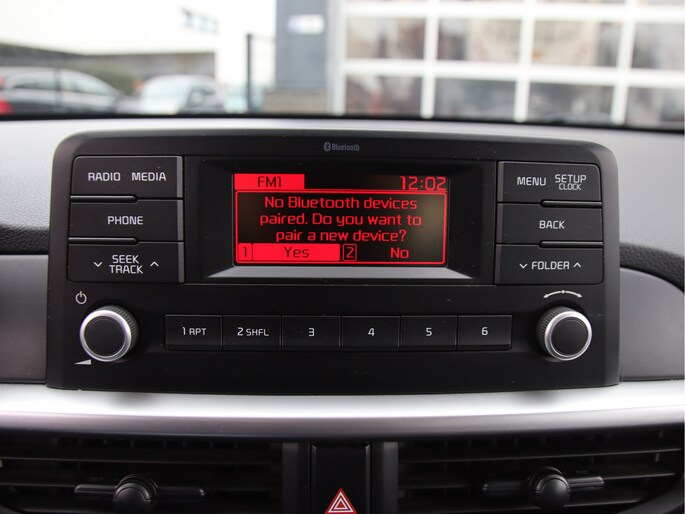 Bluetooth
RADIO MEDIA
PHONE
SEEK
TRACK
FM1 12:02
No Bluetooth devices
paired. Do you want to
pair a new device?
1 Yes 2 No
MENU SETUP
CLOCK
BACK
FOLDER
1 RPT 2 SHFL 3 4 5 6